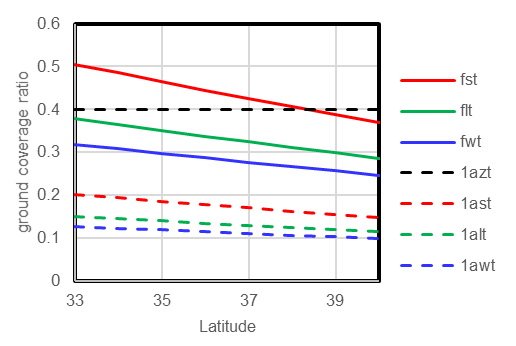 0.6
0.5
0.4
0.3
0.2
0.1
0
ground coverage ratio
33
35
37
39
Latitude
fst
flt
fwt
1azt
1ast
1alt
1awt